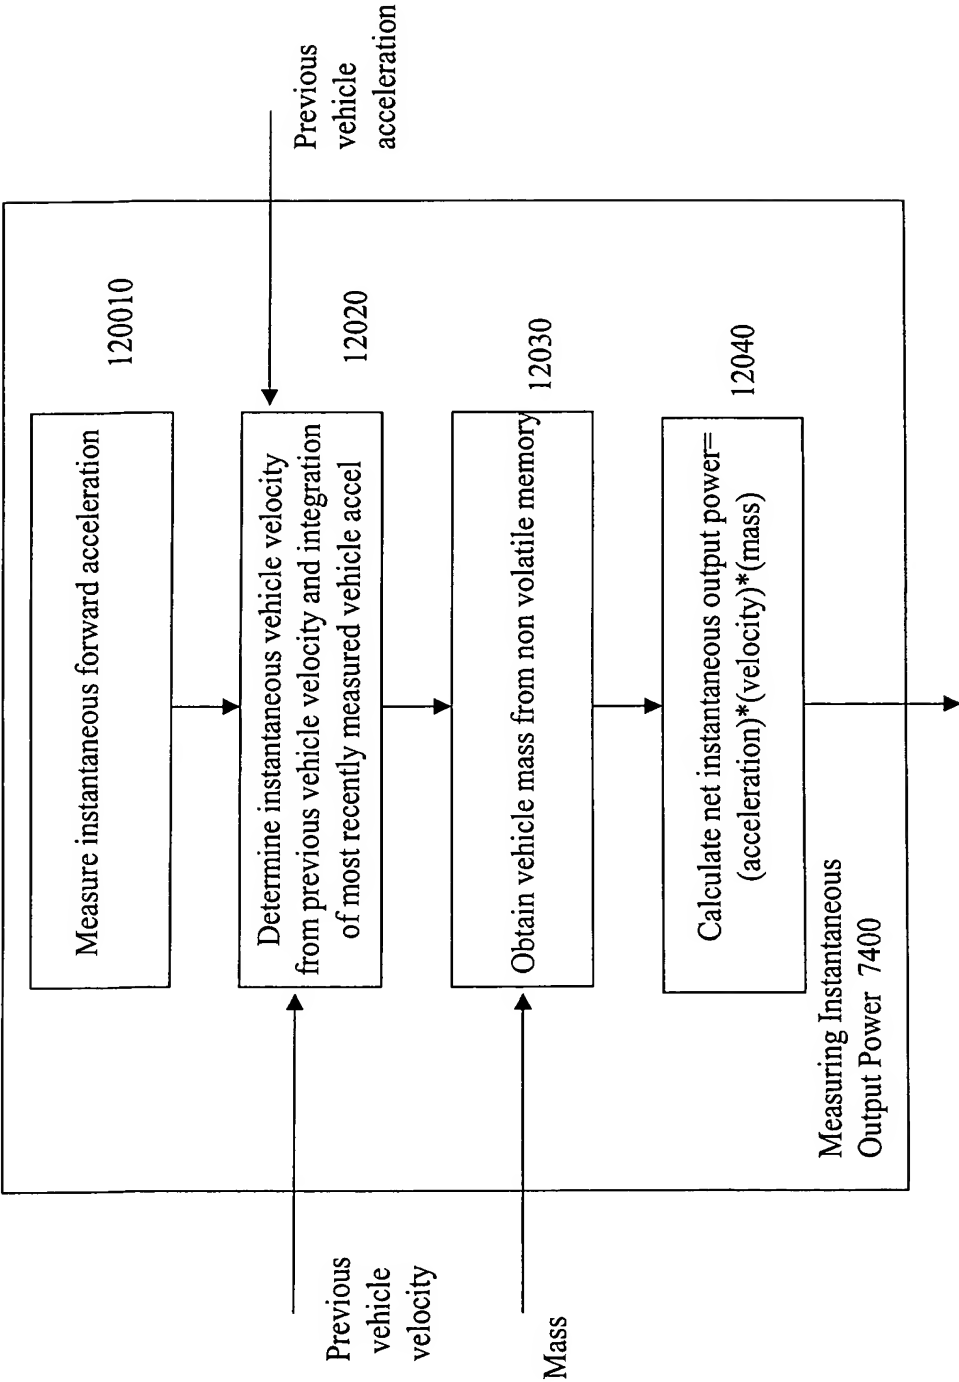 Previous
vehicle
acceleration
120010
Measure instantaneous forward acceleration
12020
Determine instantaneous vehicle velocity
from previous vehicle velocity and integration
of most recently measured vehicle accel
12030
Obtain vehicle mass from non volatile memory
12040
Calculate net instantaneous output power=
(acceleration)*(velocity)*(mass)
Measuring Instantaneous
Output Power 7400
Previous
vehicle
velocity
Mass